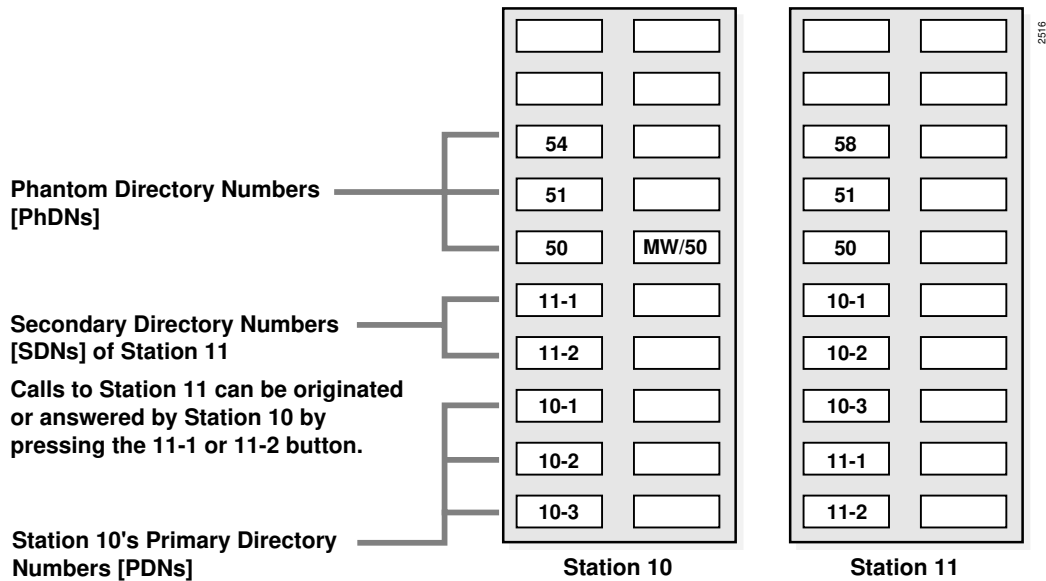 Phantom Directory Numbers
[PhDNs]
Secondary Directory Numbers
[SDNs] of Station 11
Calls to Station 11 can be originated
or answered by Station 10 by
pressing the 11-1 or 11-2 button.
Station 10's Primary Directory
Numbers [PDNs]
54
51
50 MW/50
11-1
11-2
10-1
10-2
10-3
Station 10
58
51
50
10-1
10-2
10-3
11-1
11-2
Station 11
2516